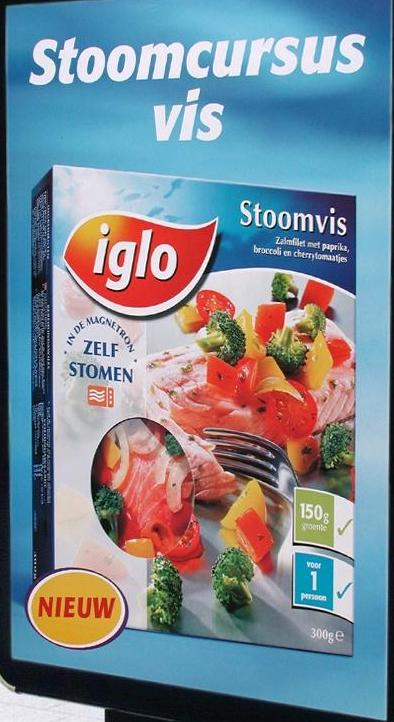 Stoomcursus
vis
iglo
Stoomvis
Zalmfilet met paprika,
broccoli en cherrytomaatjes
IN DE MAGNETRON
ZELF
STOMEN
150g
groente
voor
1
persoon
300g e
NIEUW